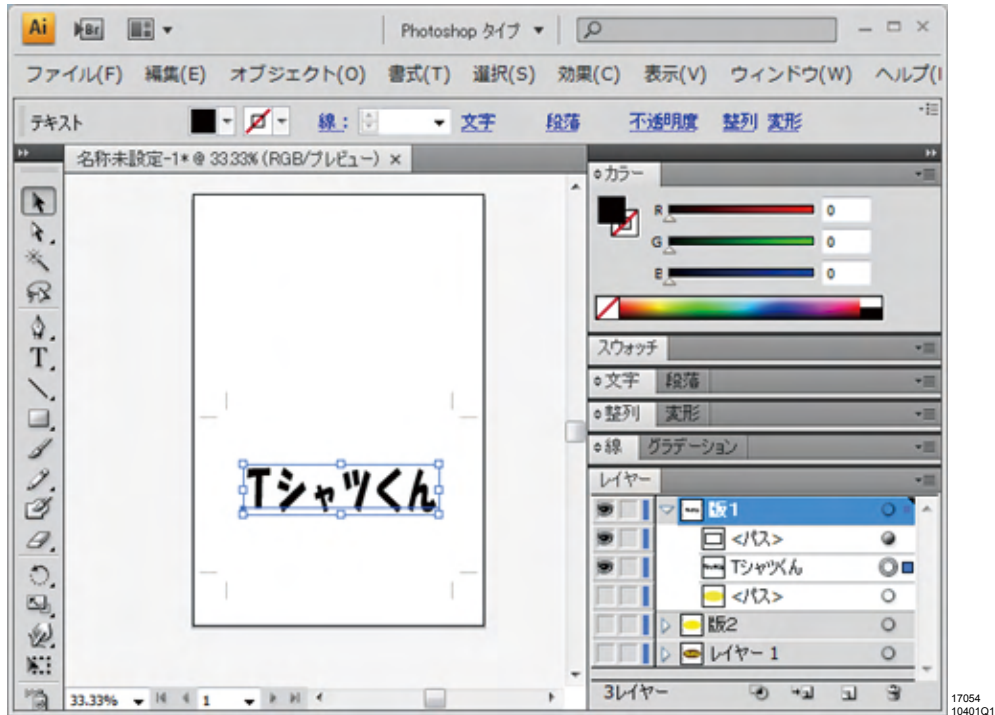 Ai Br Photoshop タイプ
ファイル(F) 編集(E) オブジェクト(O) 書式(T) 選択(S) 効果(C) 表示(V) ウィンドウ(W) ヘルプ(
テキスト 線: 文字 段落 不透明度 整列 変形
名称未設定-1* @ 33.33% (RGB/プレビュー) ×
カラー
R 0
G 0
B 0
スウォッチ
文字 段落
整列 変形
線 グラデーション
レイヤー
版1
<パス>
Tシャツくん
<パス>
版2
レイヤー 1
3レイヤー
Tシャツくん
33.33% 1
17054
10401Q1